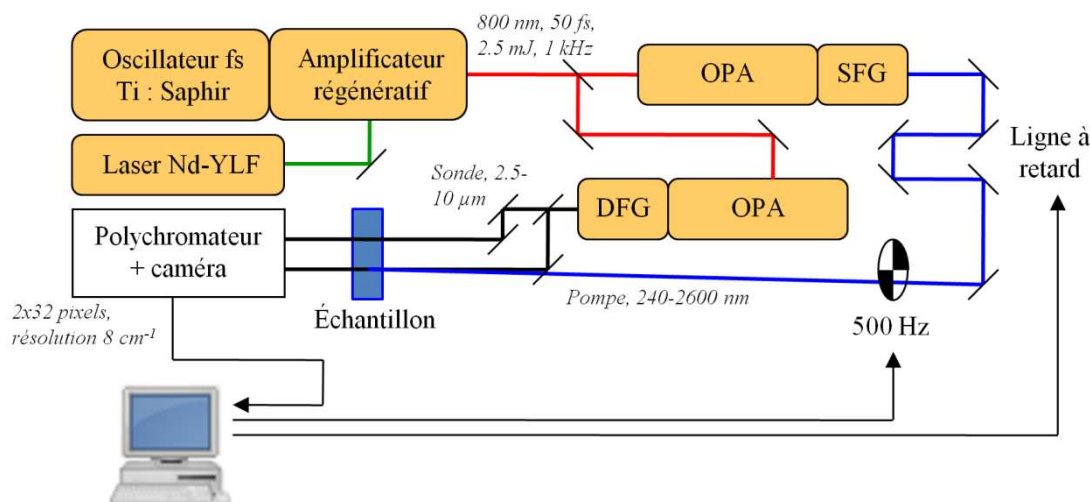 Oscillateur fs
Ti : Saphir
Amplificateur
régénératif
800 nm, 50 fs,
2.5 mJ, 1 kHz
OPA
SFG
Laser Nd-YLF
Ligne à
retard
Sonde, 2.5-
10 µm
DFG
OPA
Polychromateur
+ caméra
Pompe, 240-2600 nm
Échantillon
500 Hz
2x32 pixels,
résolution 8 cm-1